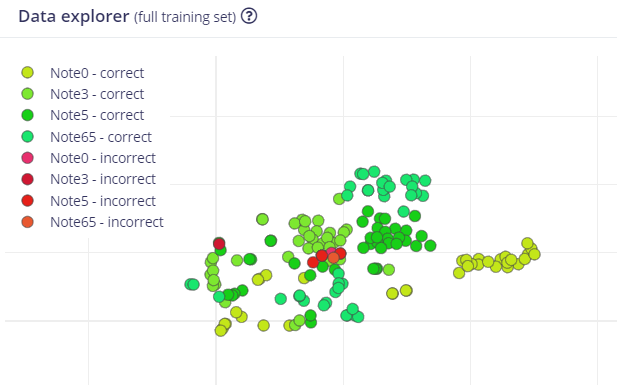 Data explorer (full training set) ?
Note0 - correct
Note3 - correct
Note5 - correct
Note65 - correct
Note0 - incorrect
Note3 - incorrect
Note5 - incorrect
Note65 - incorrect